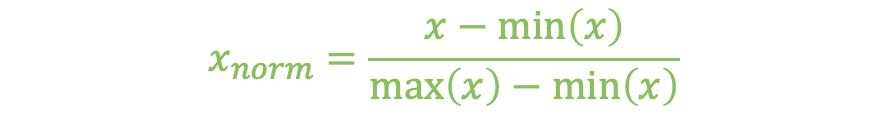 x_norm = (x − min(x)) / (max(x) − min(x))